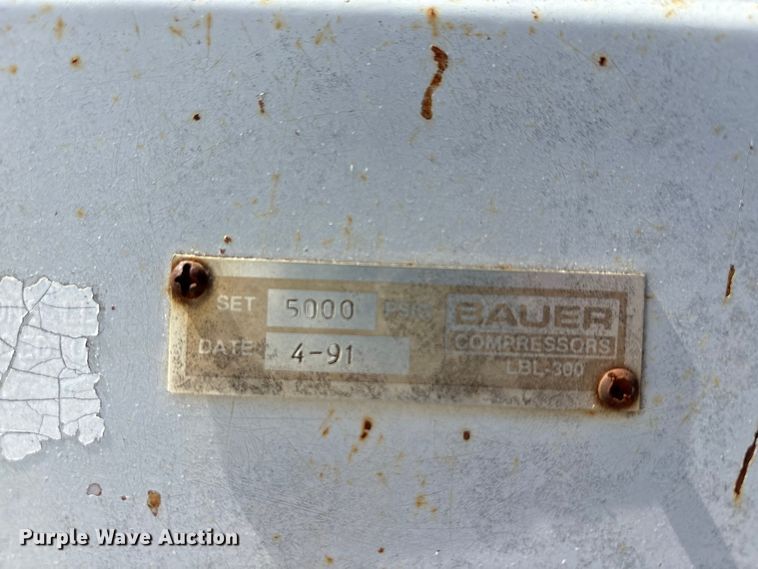 SET 5000 PSIG
DATE 4-91
BAUER
COMPRESSORS
LBL-300
Purple Wave Auction